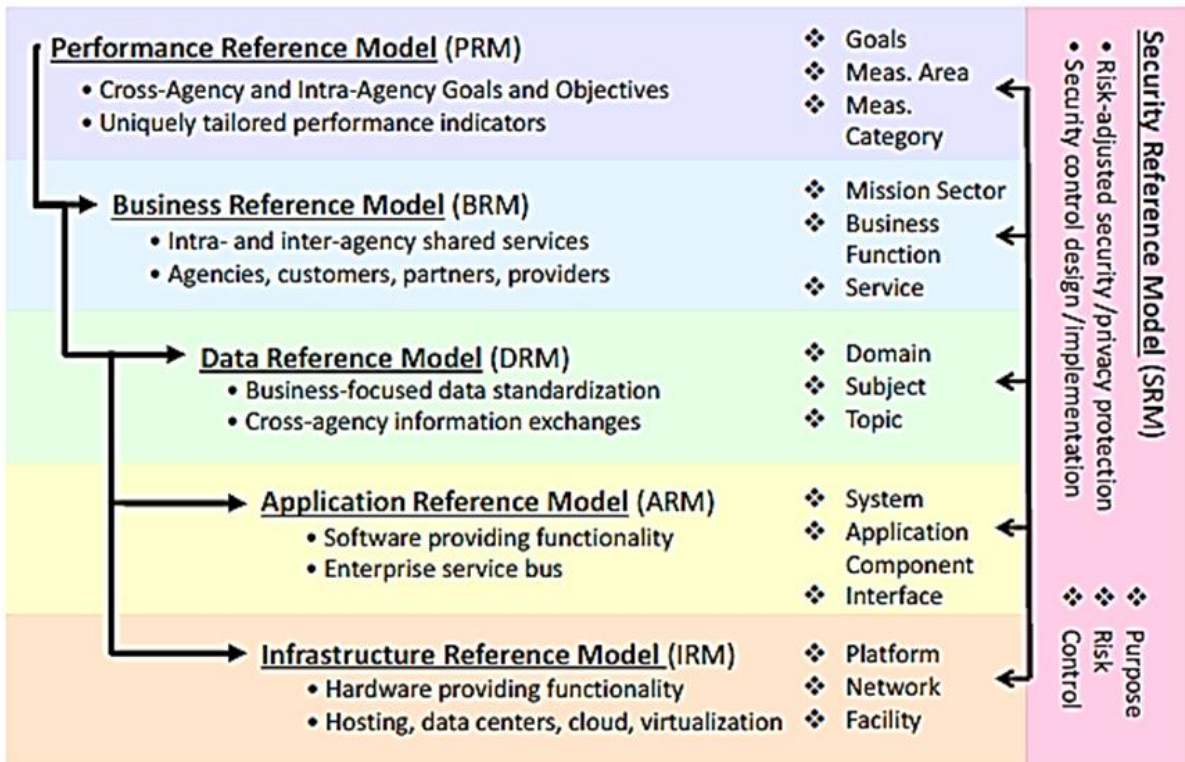 Performance Reference Model (PRM)
• Cross-Agency and Intra-Agency Goals and Objectives
• Uniquely tailored performance indicators
❖ Goals
❖ Meas. Area
❖ Meas.
Category
Business Reference Model (BRM)
• Intra- and inter-agency shared services
• Agencies, customers, partners, providers
❖ Mission Sector
❖ Business
Function
❖ Service
Data Reference Model (DRM)
• Business-focused data standardization
• Cross-agency information exchanges
❖ Domain
❖ Subject
❖ Topic
Application Reference Model (ARM)
• Software providing functionality
• Enterprise service bus
❖ System
❖ Application
Component
❖ Interface
Infrastructure Reference Model (IRM)
• Hardware providing functionality
• Hosting, data centers, cloud, virtualization
❖ Platform
❖ Network
❖ Facility
Security Reference Model (SRM)
• Risk-adjusted security/privacy protection
• Security control design/implementation
❖ Purpose
❖ Risk
❖ Control